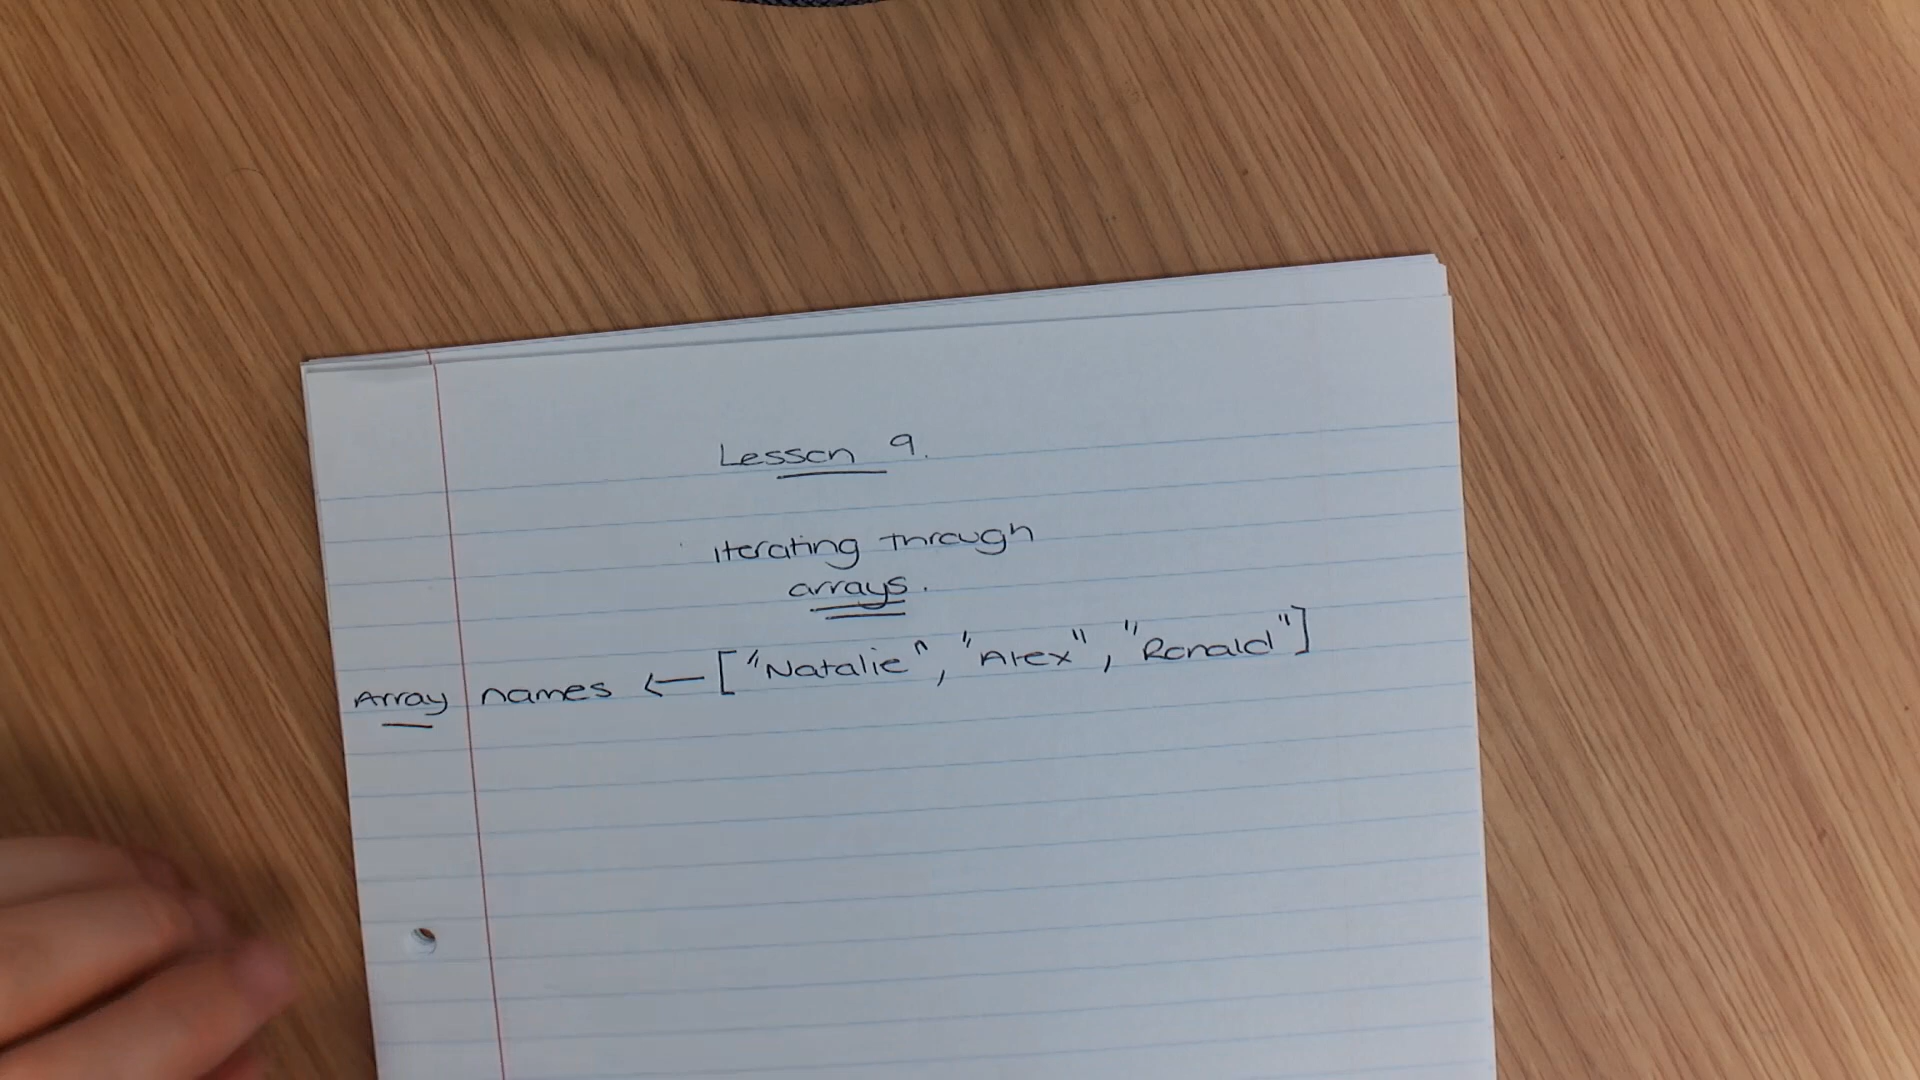 Lesson 9.
iterating through
arrays.
Array names ← ["Natalie", "Alex", "Ronald"]